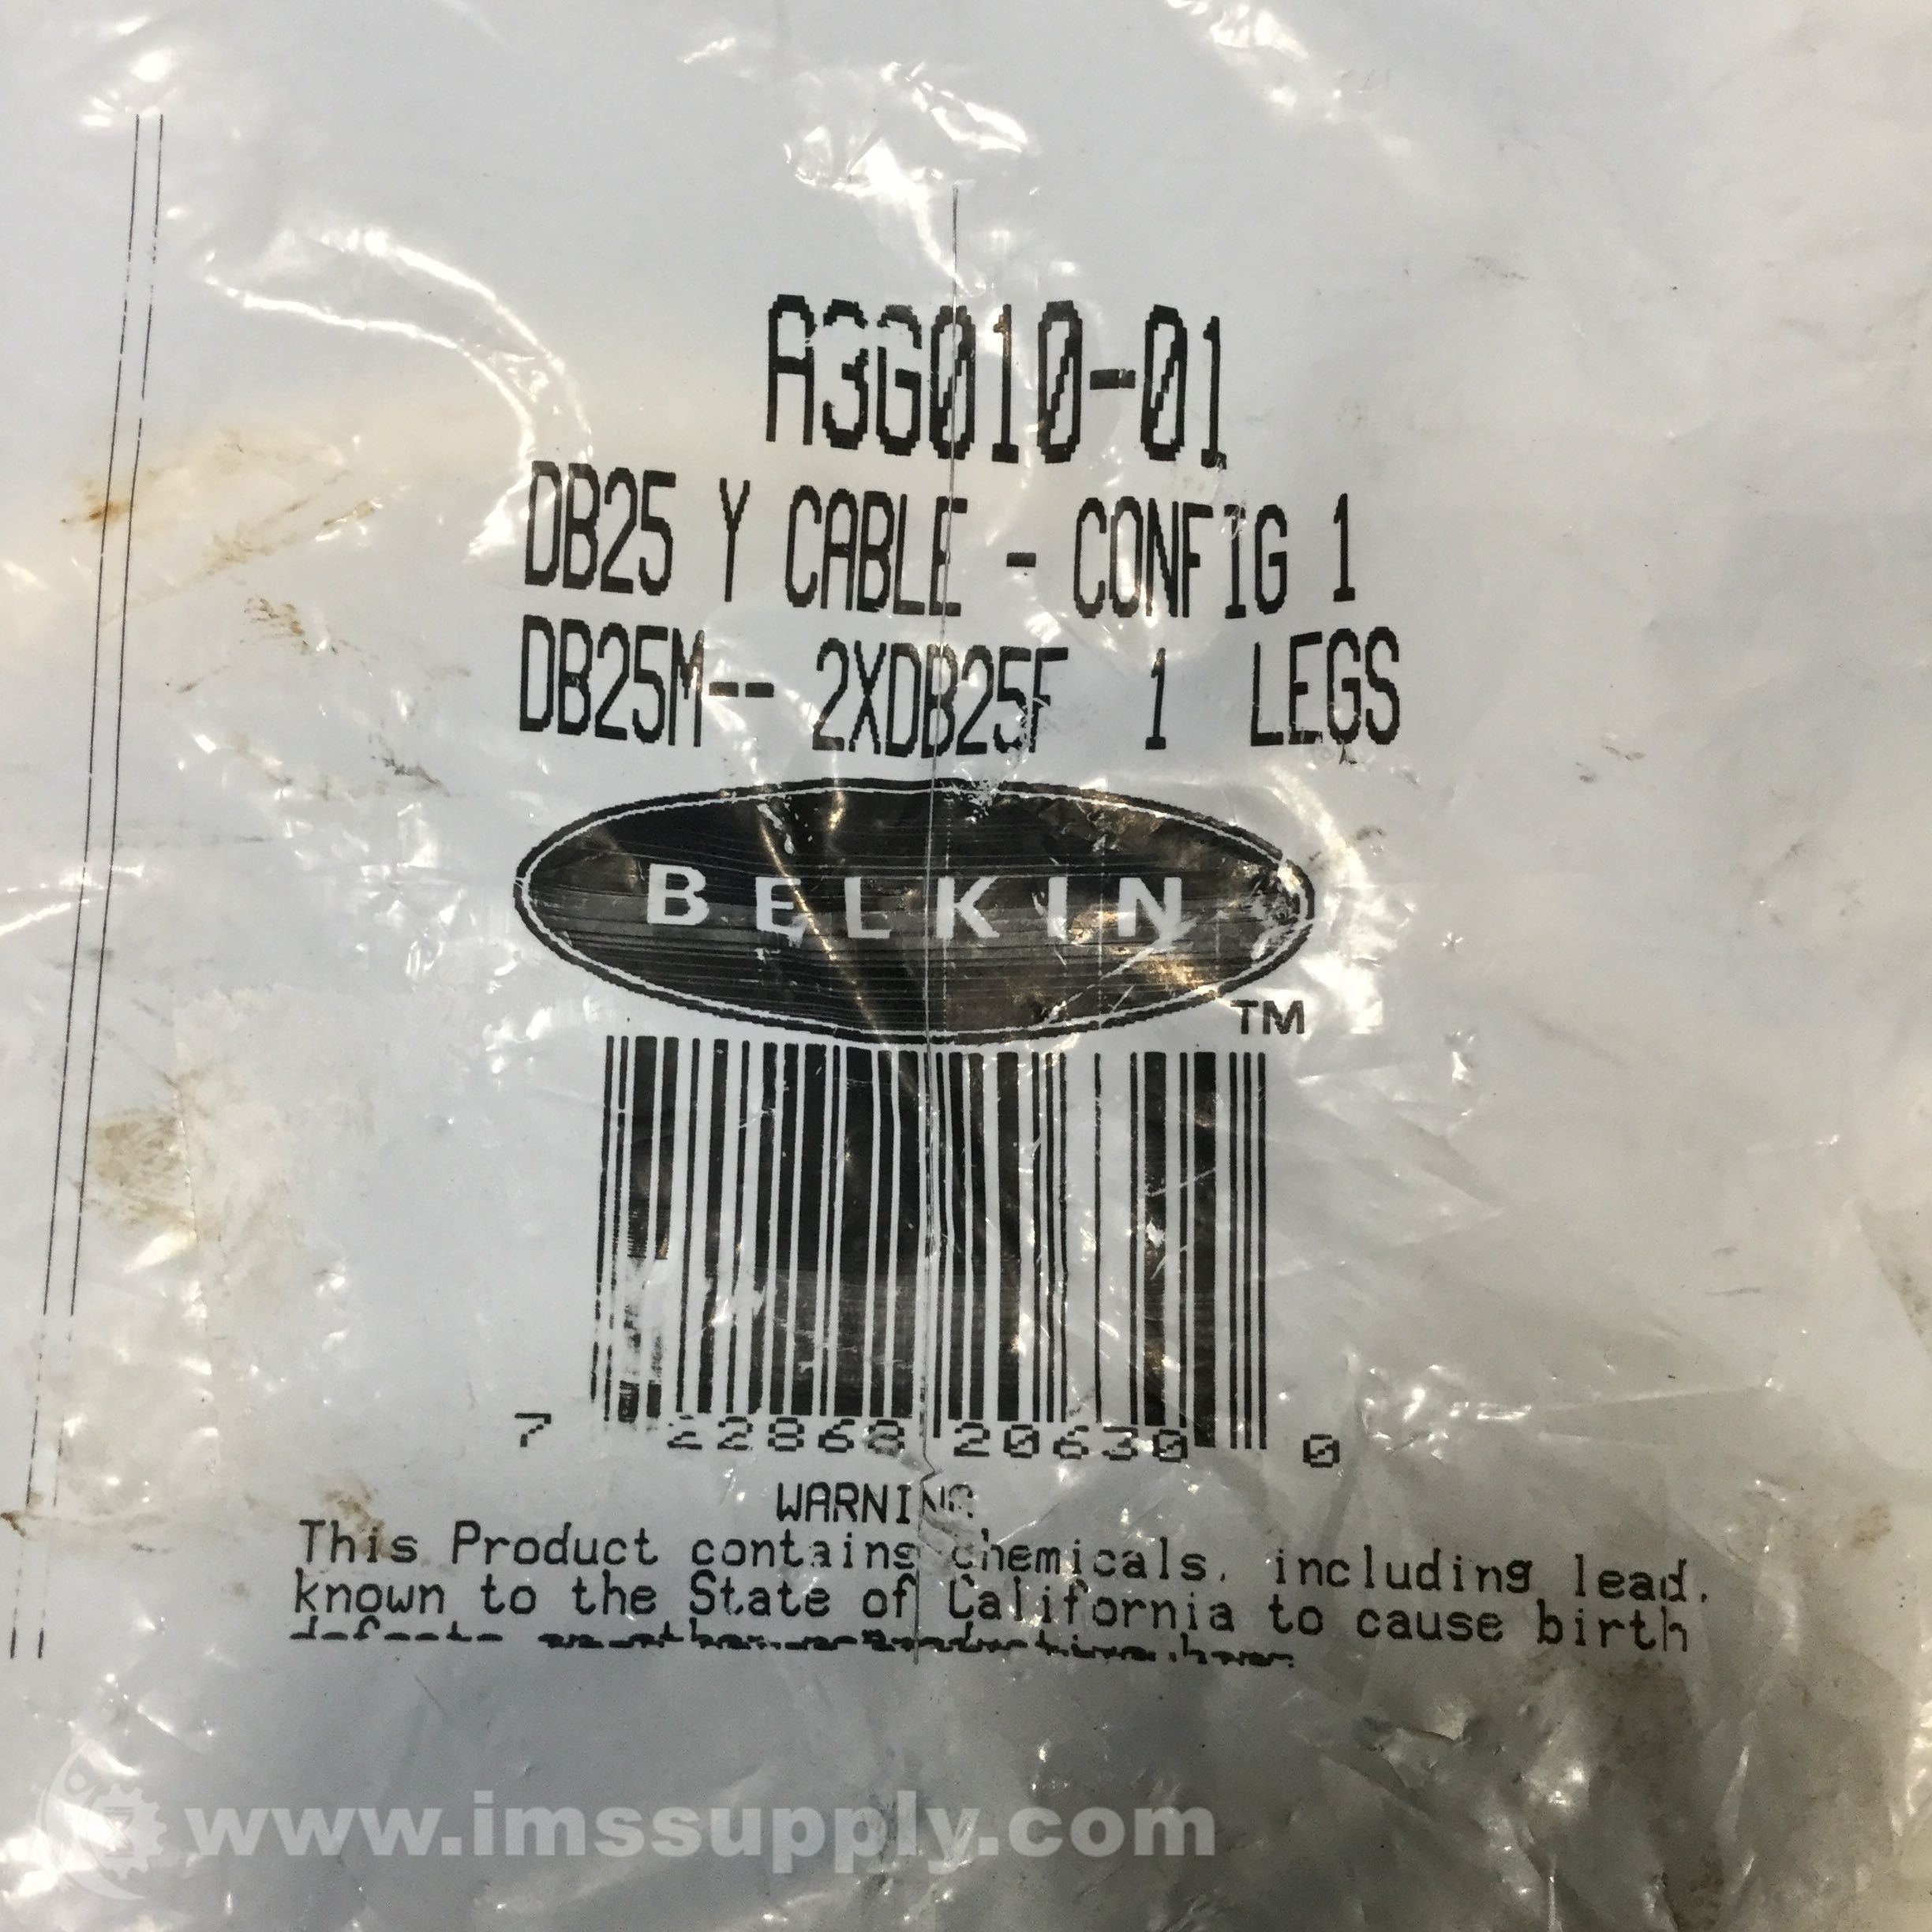 A3G010-01
DB25 Y CABLE - CONFIG 1
DB25M-- 2XDB25F 1 LEGS
BELKIN
TM
7 22868 20630 0
WARNING
This Product contains chemicals, including lead,
known to the State of California to cause birth
www.imssupply.com